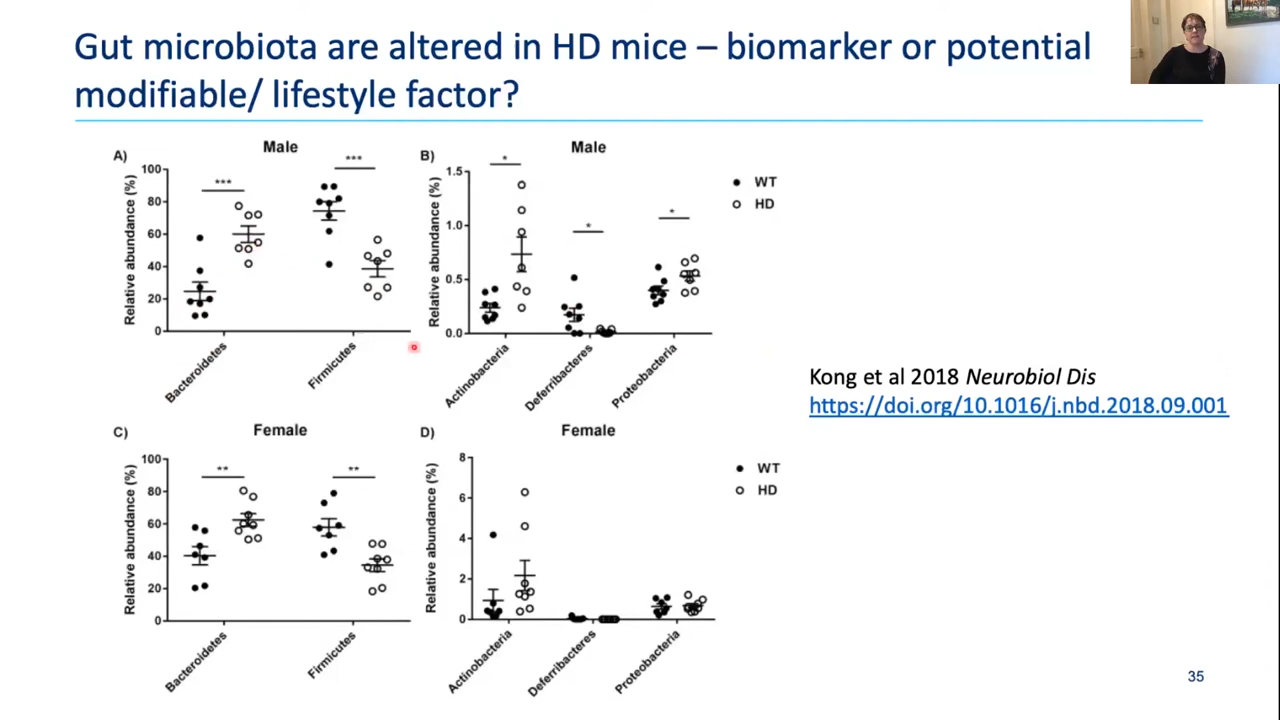 Gut microbiota are altered in HD mice – biomarker or potential
modifiable/ lifestyle factor?
A)
Male
***
***
Relative abundance (%)
100
80
60
40
20
0
Bacteroidetes
Firmicutes
B)
Male
*
*
*
Relative abundance (%)
1.5
1.0
0.5
0.0
Actinobacteria
Deferribacteres
Proteobacteria
WT
HD
Kong et al 2018 Neurobiol Dis
https://doi.org/10.1016/j.nbd.2018.09.001
C)
Female
**
**
Relative abundance (%)
100
80
60
40
20
0
Bacteroidetes
Firmicutes
D)
Female
Relative abundance (%)
8
6
4
2
0
Actinobacteria
Deferribacteres
Proteobacteria
WT
HD
35